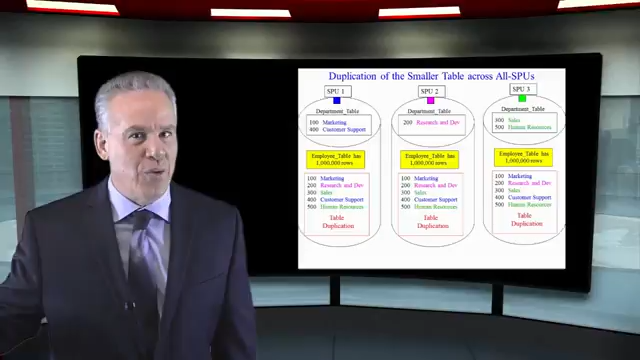 Duplication of the Smaller Table across All-SPUs
SPU 1
Department_Table
100 Marketing
400 Customer Support
Employee_Table has
1,000,000 rows
100 Marketing
200 Research and Dev
300 Sales
400 Customer Support
500 Human Resources
Table
Duplication
SPU 2
Department_Table
200 Research and Dev
Employee_Table has
1,000,000 rows
100 Marketing
200 Research and Dev
300 Sales
400 Customer Support
500 Human Resources
Table
Duplication
SPU 3
Department_Table
300 Sales
500 Human Resources
Employee_Table has
1,000,000 rows
100 Marketing
200 Research and Dev
300 Sales
400 Customer Support
500 Human Resources
Table
Duplication